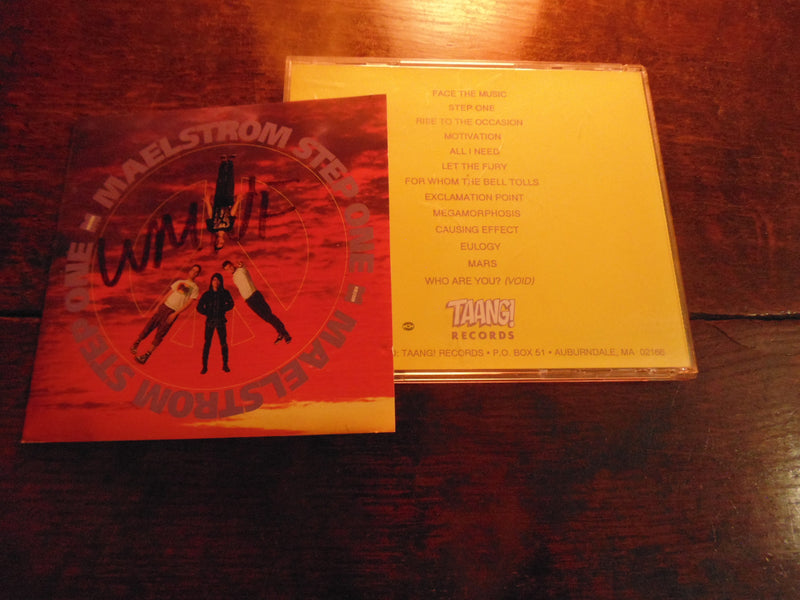 MAELSTROM STEP ONE
MAELSTROM STEP ONE
FACE THE MUSIC
STEP ONE
RISE TO THE OCCASION
MOTIVATION
ALL I NEED
LET THE FURY
FOR WHOM THE BELL TOLLS
EXCLAMATION POINT
MEGAMORPHOSIS
CAUSING EFFECT
EULOGY
MARS
WHO ARE YOU? (VOID)
TAANG!
RECORDS
: TAANG! RECORDS • P.O. BOX 51 • AUBURNDALE, MA 02166